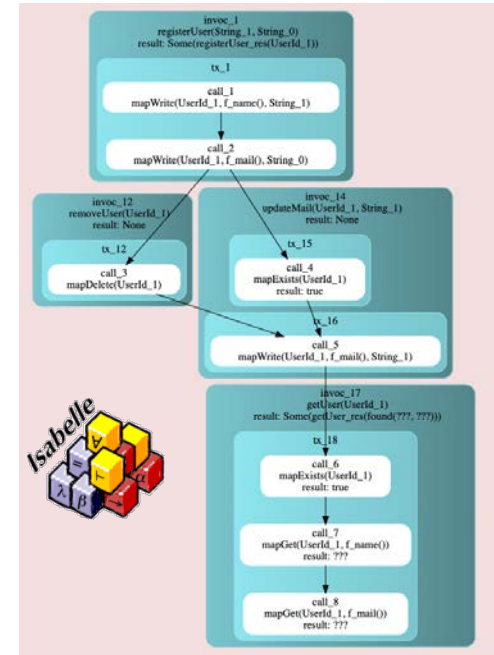 invoc_1
registerUser(String_1, String_0)
result: Some(registerUser_res(UserId_1))
tx_1
call_1
mapWrite(UserId_1, f_name(), String_1)
call_2
mapWrite(UserId_1, f_mail(), String_0)
invoc_12
removeUser(UserId_1)
result: None
tx_12
call_3
mapDelete(UserId_1)
invoc_14
updateMail(UserId_1, String_1)
result: None
tx_15
call_4
mapExists(UserId_1)
result: true
tx_16
call_5
mapWrite(UserId_1, f_mail(), String_1)
invoc_17
getUser(UserId_1)
result: Some(getUser_res(found(???, ???)))
tx_18
call_6
mapExists(UserId_1)
result: true
call_7
mapGet(UserId_1, f_name())
result: ???
call_8
mapGet(UserId_1, f_mail())
result: ???
Isabelle
∀
=
⊢
α
λ
β
→